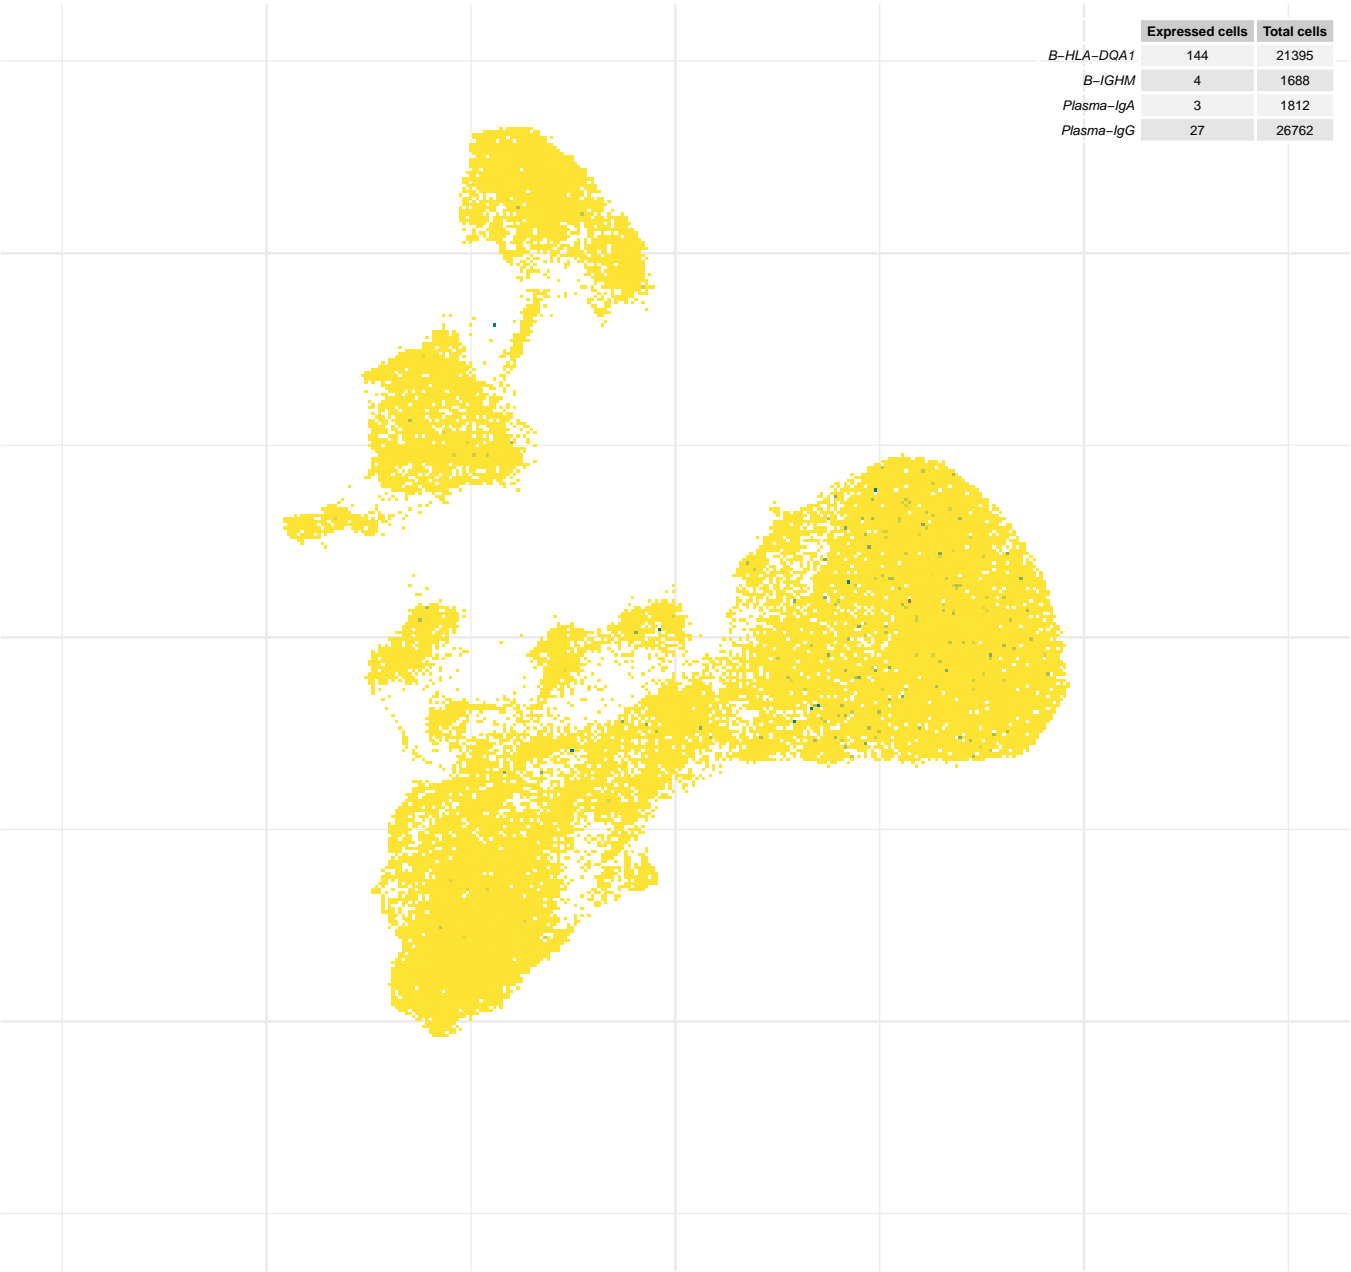 Expressed cells Total cells
B−HLA−DQA1 144 21395
B−IGHM 4 1688
Plasma−IgA 3 1812
Plasma−IgG 27 26762